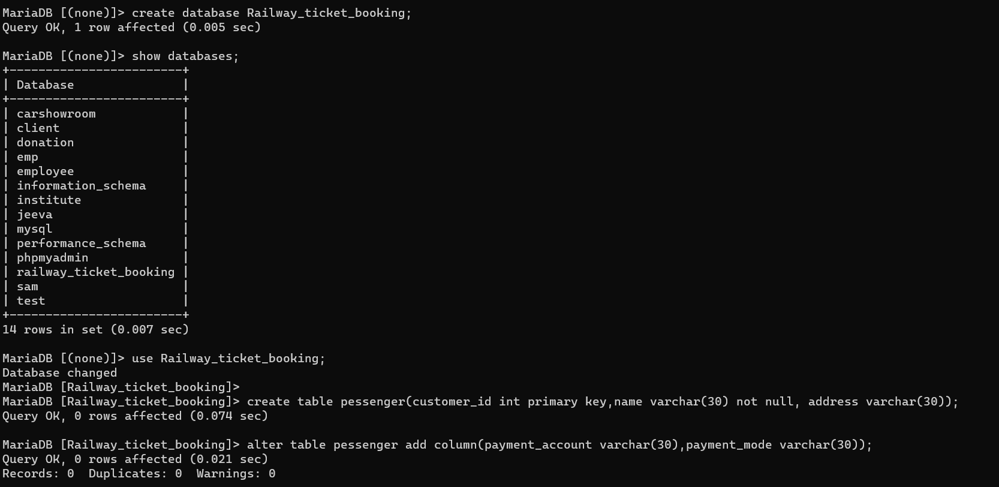 MariaDB [(none)]> create database Railway_ticket_booking;
Query OK, 1 row affected (0.005 sec)
MariaDB [(none)]> show databases;
+------------------------+
| Database               |
+------------------------+
| carshowroom            |
| client                 |
| donation               |
| emp                    |
| employee               |
| information_schema     |
| institute              |
| jeeva                  |
| mysql                  |
| performance_schema     |
| phpmyadmin             |
| railway_ticket_booking |
| sam                    |
| test                   |
+------------------------+
14 rows in set (0.007 sec)
MariaDB [(none)]> use Railway_ticket_booking;
Database changed
MariaDB [Railway_ticket_booking]>
MariaDB [Railway_ticket_booking]> create table pessenger(customer_id int primary key,name varchar(30) not null, address varchar(30));
Query OK, 0 rows affected (0.074 sec)
MariaDB [Railway_ticket_booking]> alter table pessenger add column(payment_account varchar(30),payment_mode varchar(30));
Query OK, 0 rows affected (0.021 sec)
Records: 0  Duplicates: 0  Warnings: 0